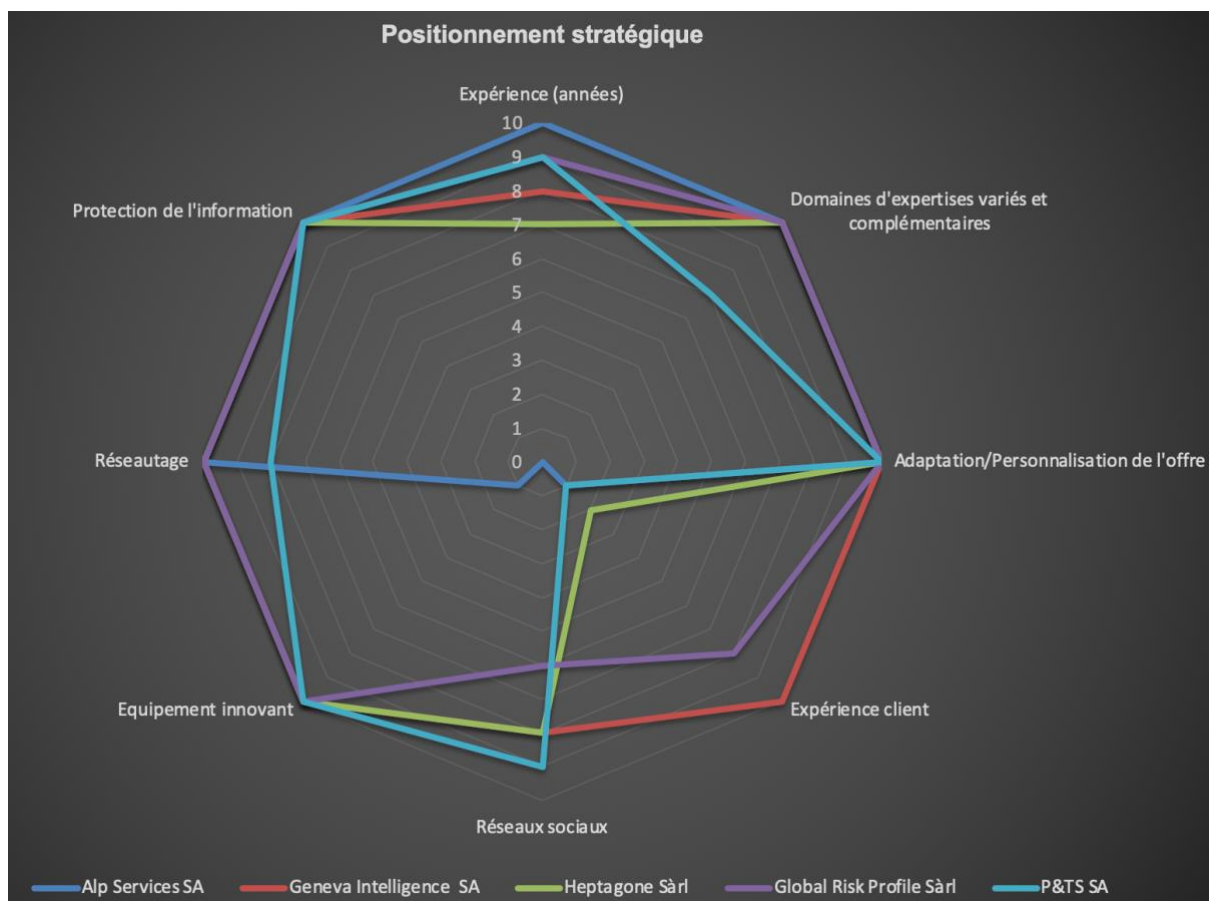 Positionnement stratégique
Expérience (années)
10
9
8
7
6
5
4
3
2
1
0
Domaines d'expertises variés et
complémentaires
Adaptation/Personnalisation de l'offre
Expérience client
Réseaux sociaux
Equipement innovant
Réseautage
Protection de l'information
Alp Services SA
Geneva Intelligence SA
Heptagone Sàrl
Global Risk Profile Sàrl
P&TS SA